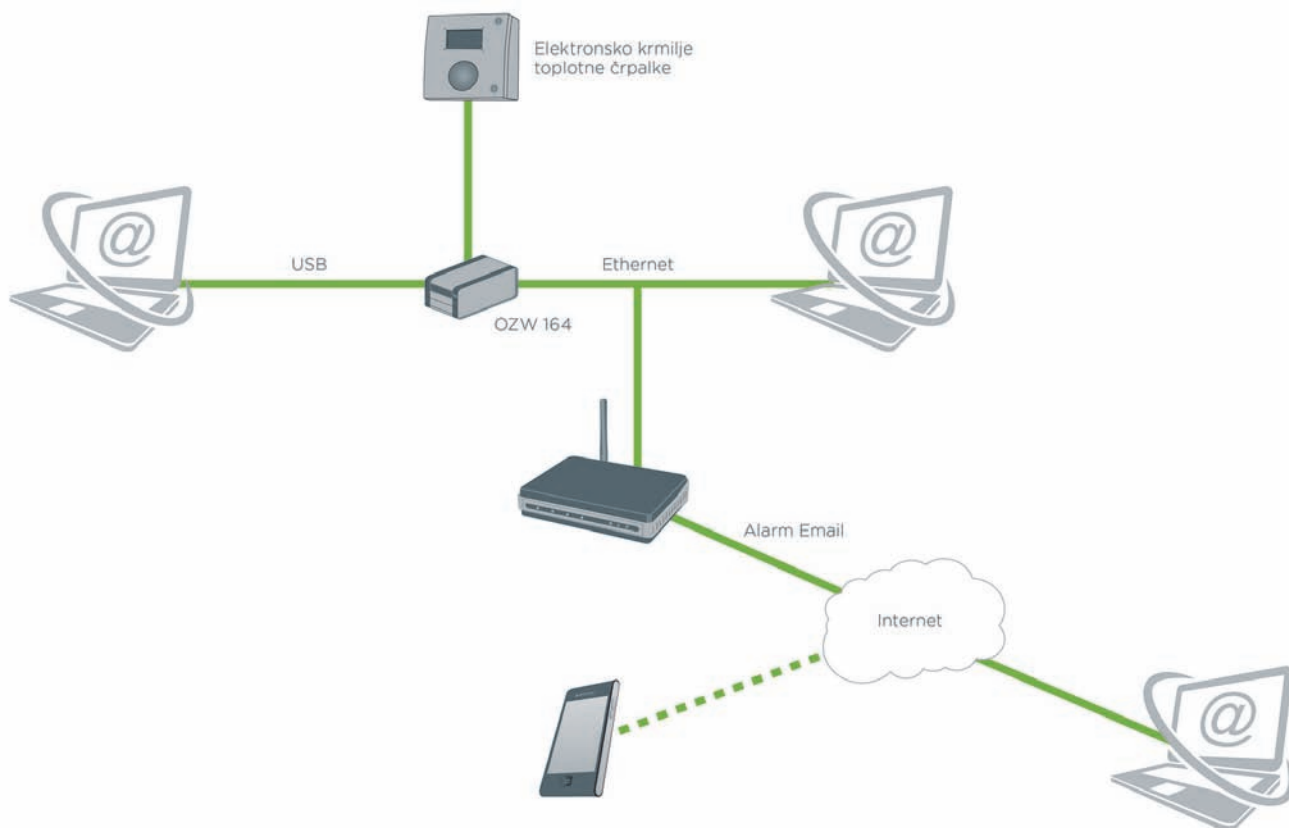 Elektronsko krmilje
toplotne črpalke
@
@
USB
Ethernet
OZW 164
Alarm Email
Internet
@